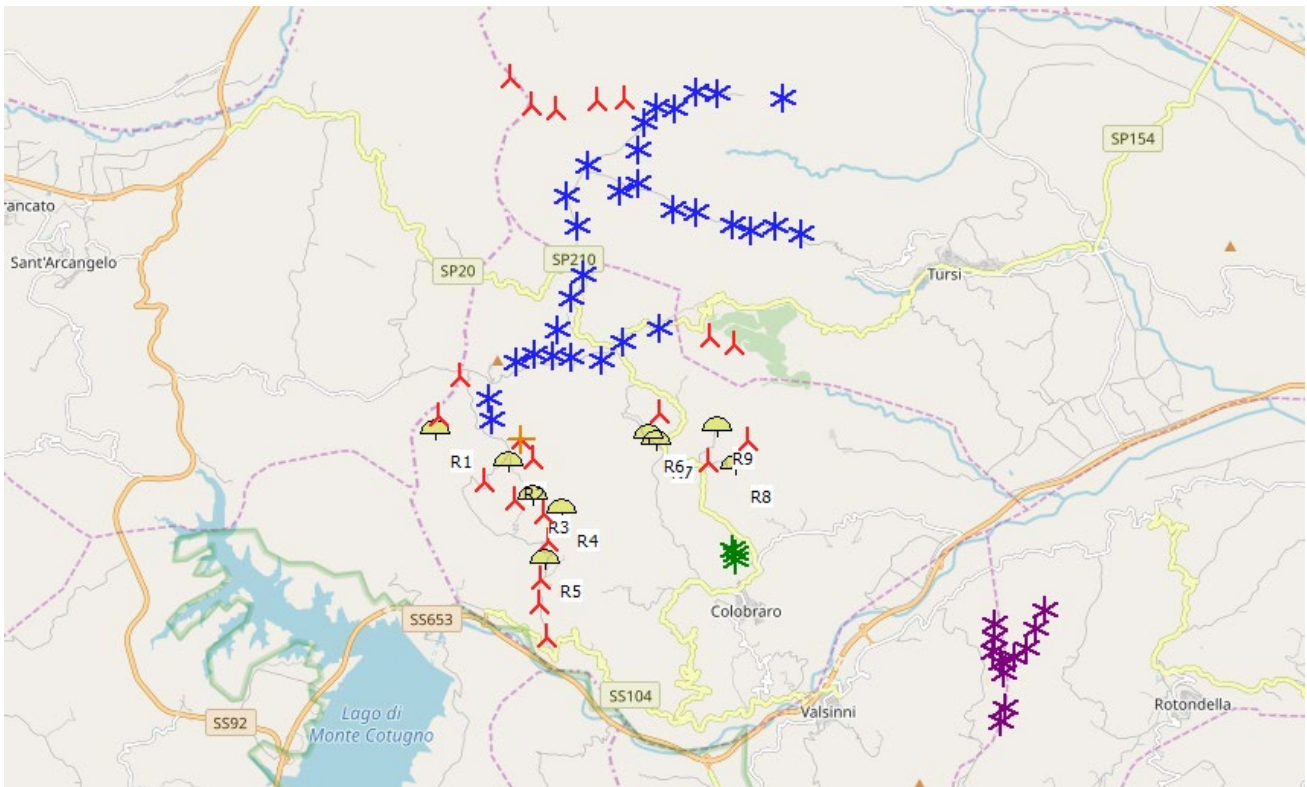 SP154
rancato
Sant'Arcangelo
SP20
SP210
Tursi
R1
R6
R9
R8
R3
R4
R5
Colobraro
SS653
SS104
SS92
Lago di
Monte Cotugno
Valsinni
Rotondella